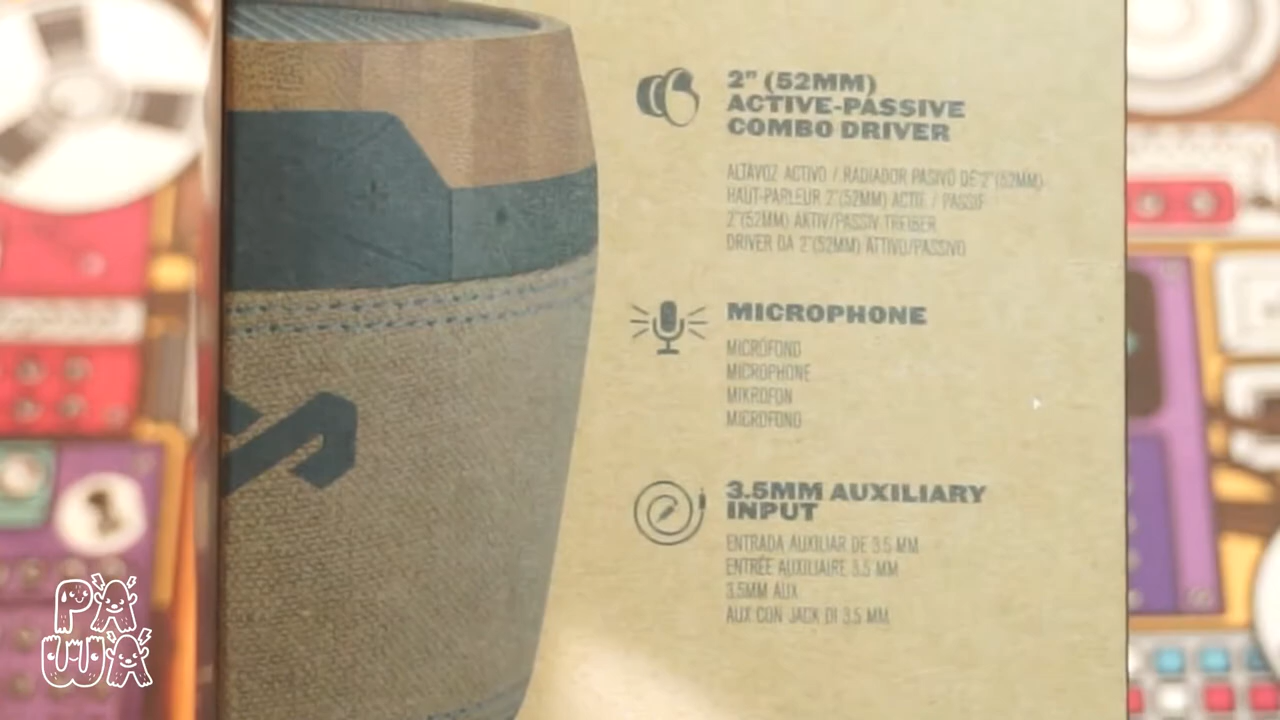 2" (52MM)
ACTIVE-PASSIVE
COMBO DRIVER
ALTAVOZ ACTIVO / RADIADOR PASIVO DE 2"(52MM)
HAUT-PARLEUR 2"(52MM) ACTIF / PASSIF
2"(52MM) AKTIV/PASSIV TREIBER
DRIVER DA 2"(52MM) ATTIVO/PASSIVO
MICROPHONE
MICRÓFONO
MICROPHONE
MIKROFON
MICROFONO
3.5MM AUXILIARY
INPUT
ENTRADA AUXILIAR DE 3.5 MM
ENTRÉE AUXILIAIRE 3.5 MM
3.5MM AUX
AUX CON JACK DI 3.5 MM
PA
WA